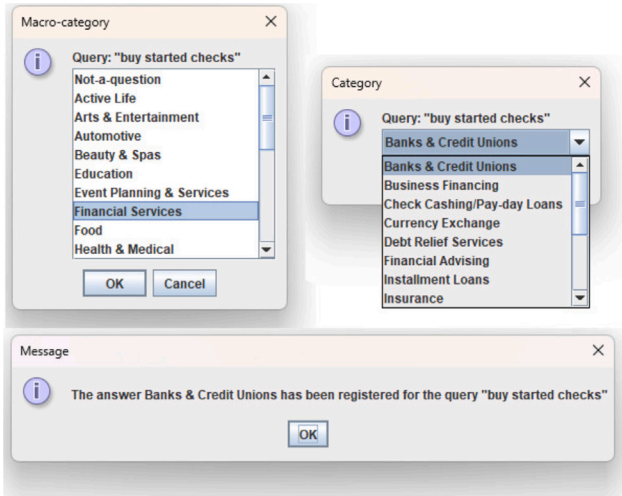 Macro-category
Query: "buy started checks"
Not-a-question
Active Life
Arts & Entertainment
Automotive
Beauty & Spas
Education
Event Planning & Services
Financial Services
Food
Health & Medical
OK Cancel
Category
Query: "buy started checks"
Banks & Credit Unions
Banks & Credit Unions
Business Financing
Check Cashing/Pay-day Loans
Currency Exchange
Debt Relief Services
Financial Advising
Installment Loans
Insurance
Message
The answer Banks & Credit Unions has been registered for the query "buy started checks"
OK